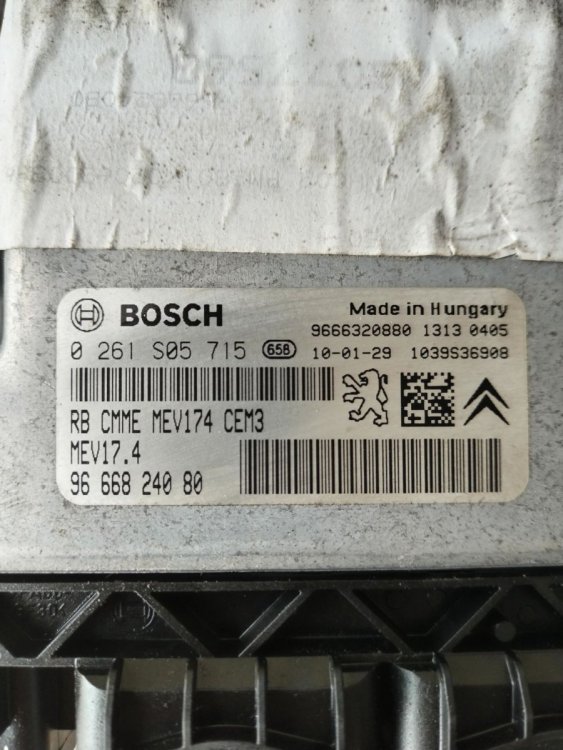 BOSCH
Made in Hungary
9666320880 1313 0405
0 261 S05 715 658 10-01-29 1039S36908
RB CMME MEV174 CEM3
MEV17.4
96 668 240 80